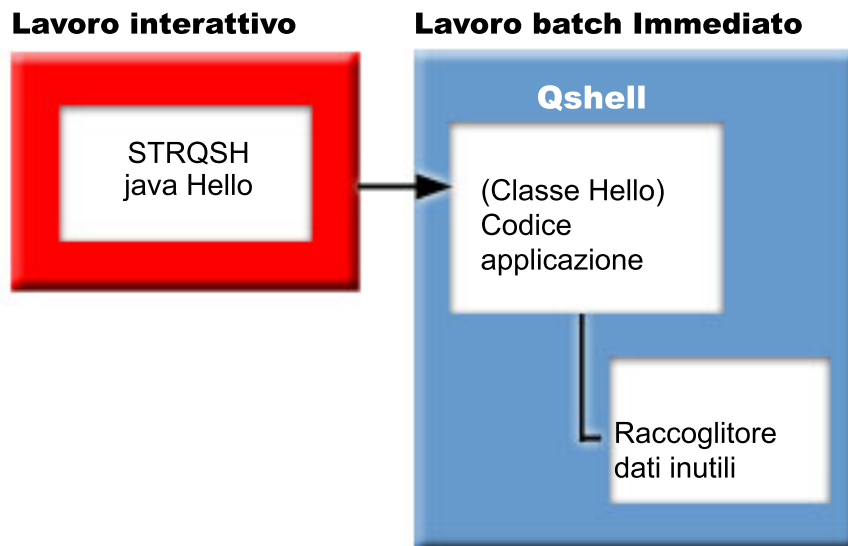 Lavoro interattivo
STRQSH
java Hello
Lavoro batch Immediato
Qshell
(Classe Hello)
Codice
applicazione
Raccoglitore
dati inutili